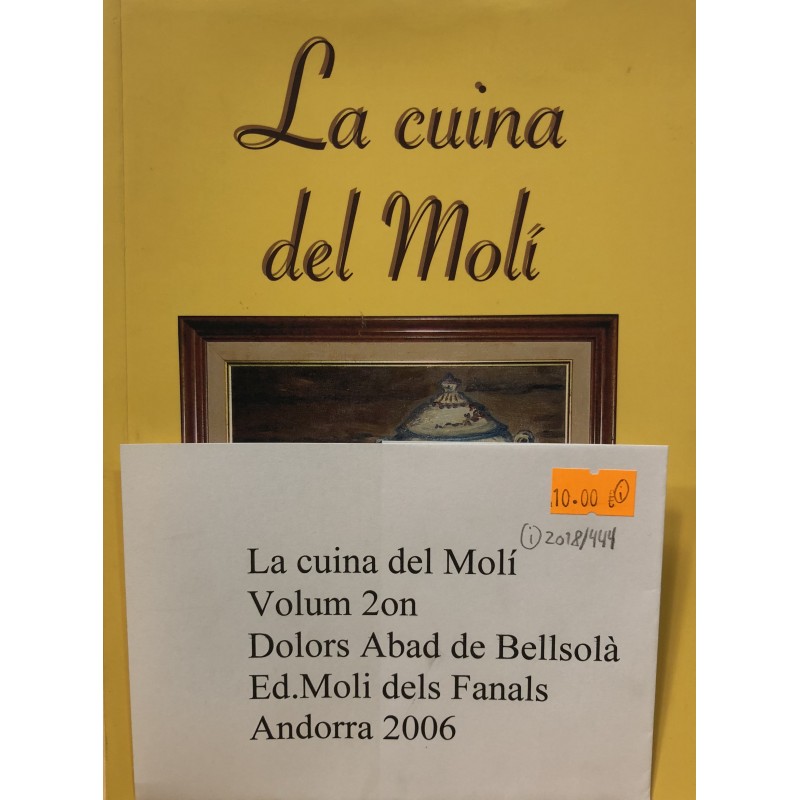 La cuina
del Molí
10.00 €
i
i 2018/444
La cuina del Molí
Volum 2on
Dolors Abad de Bellsolà
Ed.Moli dels Fanals
Andorra 2006